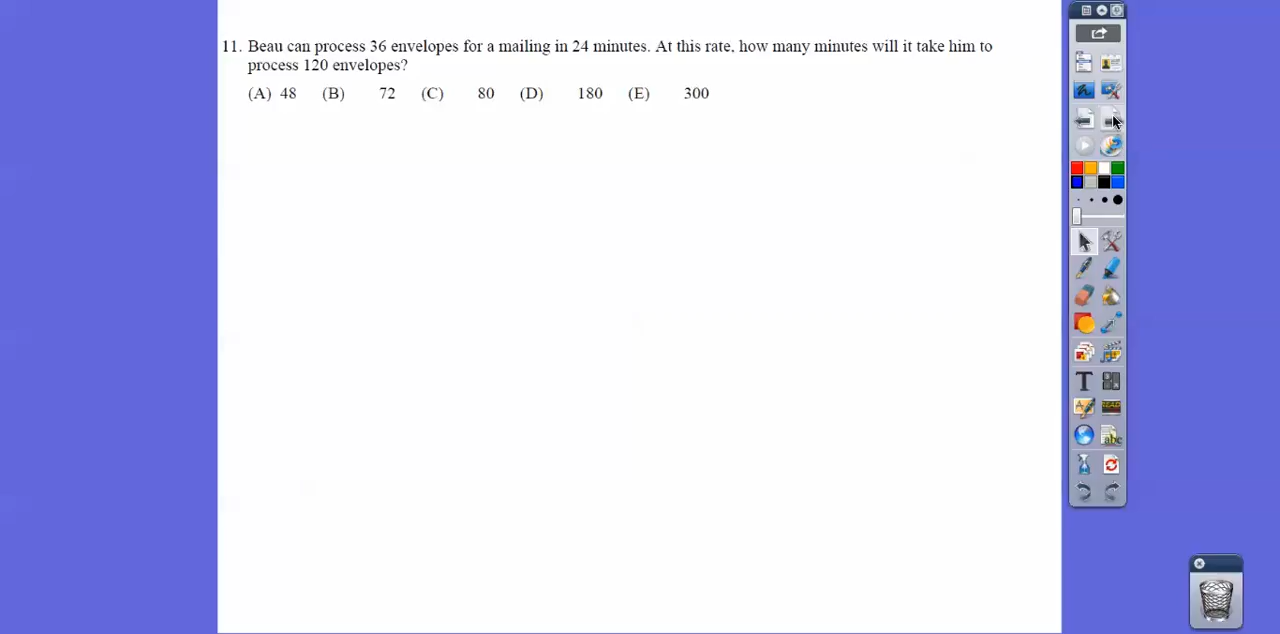 11. Beau can process 36 envelopes for a mailing in 24 minutes. At this rate, how many minutes will it take him to
process 120 envelopes?
(A) 48 (B) 72 (C) 80 (D) 180 (E) 300
T
abc